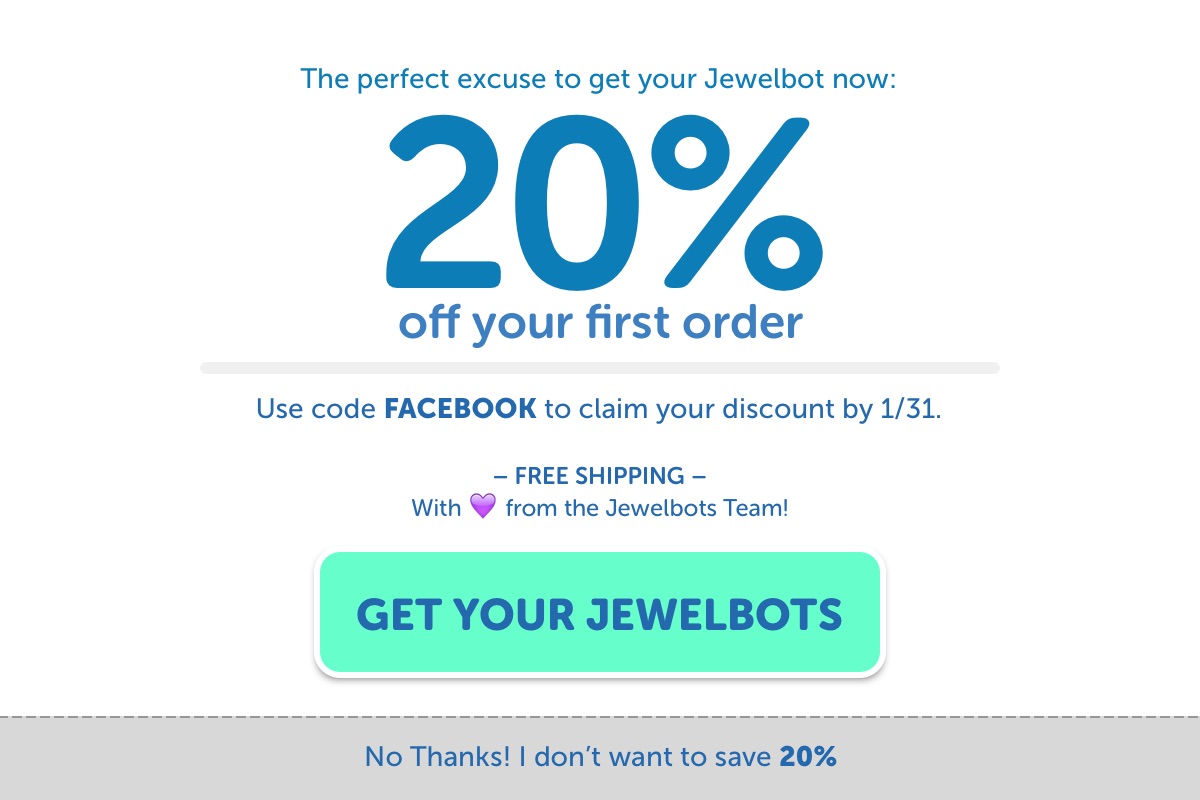 The perfect excuse to get your Jewelbot now:
20%
off your first order
Use code FACEBOOK to claim your discount by 1/31.
– FREE SHIPPING –
With 💜 from the Jewelbots Team!
GET YOUR JEWELBOTS
No Thanks! I don’t want to save 20%